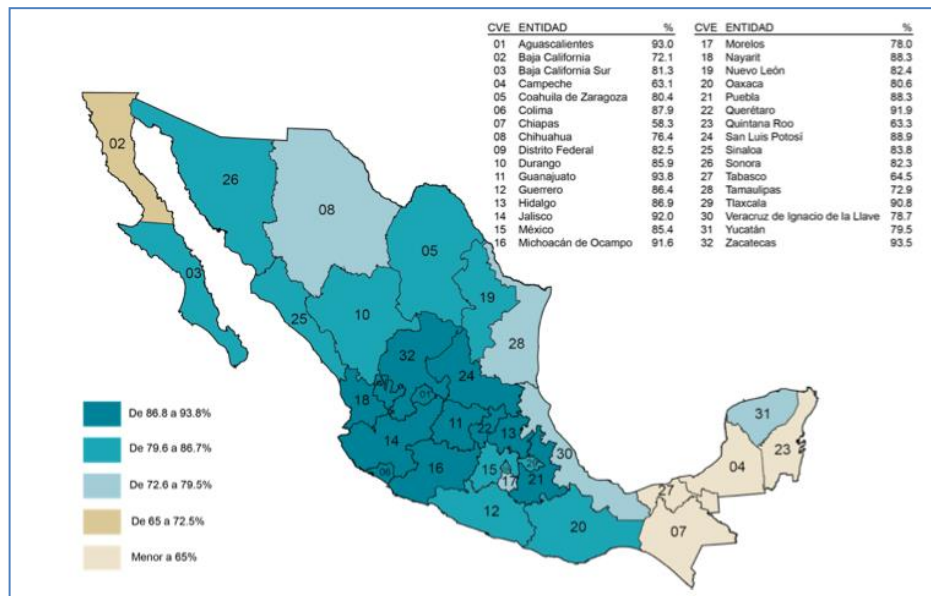 CVE ENTIDAD %
01 Aguascalientes 93.0
02 Baja California 72.1
03 Baja California Sur 81.3
04 Campeche 63.1
05 Coahuila de Zaragoza 80.4
06 Colima 87.9
07 Chiapas 58.3
08 Chihuahua 76.4
09 Distrito Federal 82.5
10 Durango 85.9
11 Guanajuato 93.8
12 Guerrero 86.4
13 Hidalgo 86.9
14 Jalisco 92.0
15 México 85.4
16 Michoacán de Ocampo 91.6
CVE ENTIDAD %
17 Morelos 78.0
18 Nayarit 88.3
19 Nuevo León 82.4
20 Oaxaca 80.6
21 Puebla 88.3
22 Querétaro 91.9
23 Quintana Roo 63.3
24 San Luis Potosí 88.9
25 Sinaloa 83.8
26 Sonora 82.3
27 Tabasco 64.5
28 Tamaulipas 72.9
29 Tlaxcala 90.8
30 Veracruz de Ignacio de la Llave 78.7
31 Yucatán 79.5
32 Zacatecas 93.5
02
26
08
03
05
25
10
19
28
32
24
18
01
11
22
13
14
06
16
15
17
21
30
12
20
31
23
04
27
07
De 86.8 a 93.8%
De 79.6 a 86.7%
De 72.6 a 79.5%
De 65 a 72.5%
Menor a 65%